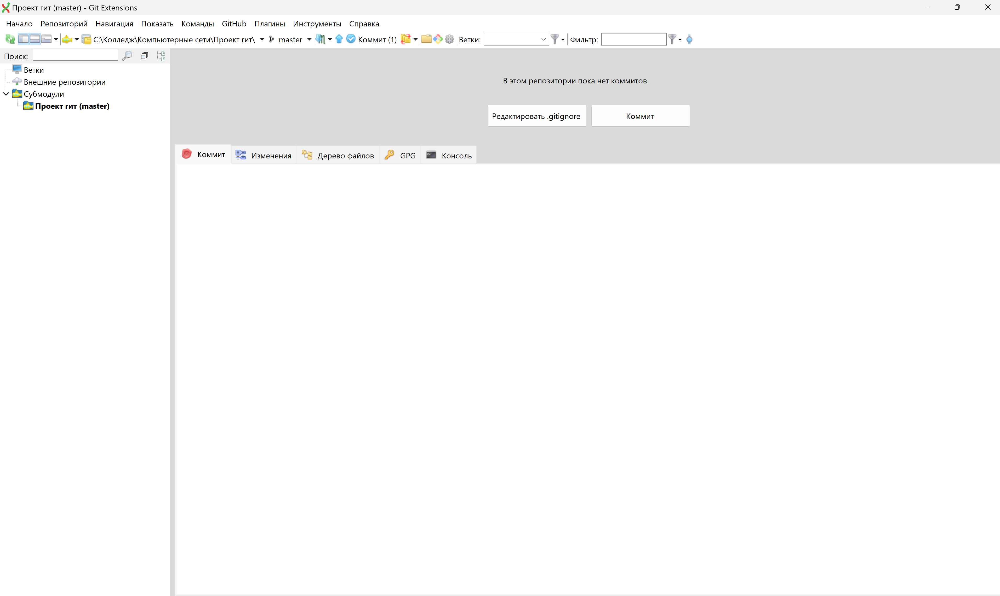 Проект гит (master) - Git Extensions
Начало Репозиторий Навигация Показать Команды GitHub Плагины Инструменты Справка
C:\Колледж\Компьютерные сети\Проект гит\ master Коммит (1) Ветки: Фильтр:
Поиск:
Ветки
Внешние репозитории
Субмодули
Проект гит (master)
В этом репозитории пока нет коммитов.
Редактировать .gitignore Коммит
Коммит Изменения Дерево файлов GPG Консоль